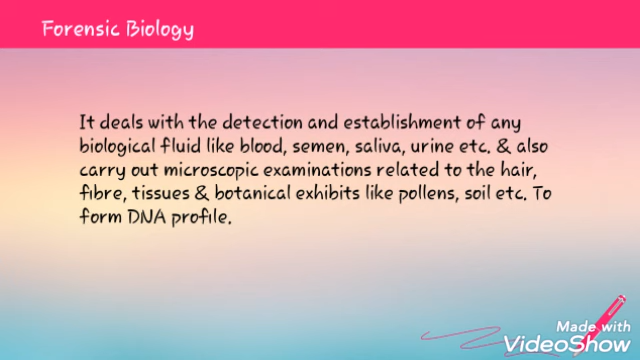 Forensic Biology
It deals with the detection and establishment of any
biological fluid like blood, semen, saliva, urine etc. & also
carry out microscopic examinations related to the hair,
fibre, tissues & botanical exhibits like pollens, soil etc. To
form DNA profile.
Made with
VideoShow